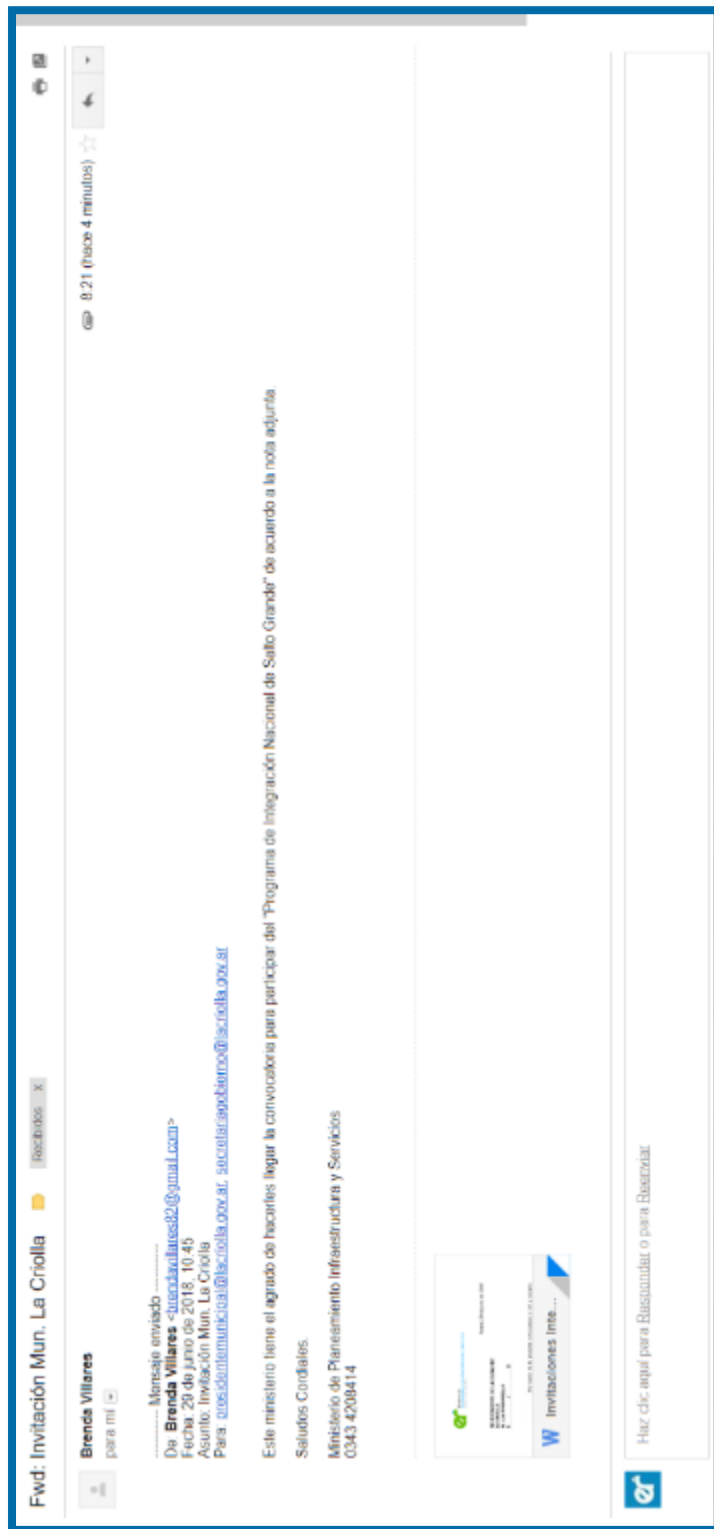 Fwd: Invitación Mun. La Criolla
Recibidos x
Brenda Villares
8:21 (hace 4 minutos)
para mí
---------- Mensaje enviado ----------
De: Brenda Villares <brendavillares82@gmail.com>
Fecha: 29 de junio de 2018, 10:45
Asunto: Invitación Mun. La Criolla
Para: presidentemunicipal@lacriolla.gov.ar, secretariagobierno@lacriolla.gov.ar
Este ministerio tiene el agrado de hacerles llegar la convocatoria para participar del "Programa de Integración Nacional de Salto Grande" de acuerdo a la nota adjunta.
Saludos Cordiales.
Ministerio de Planeamiento Infraestructura y Servicios
0343 4208414
er
W Invitaciones Inte...
er
Haz clic aquí para Responder o para Reenviar